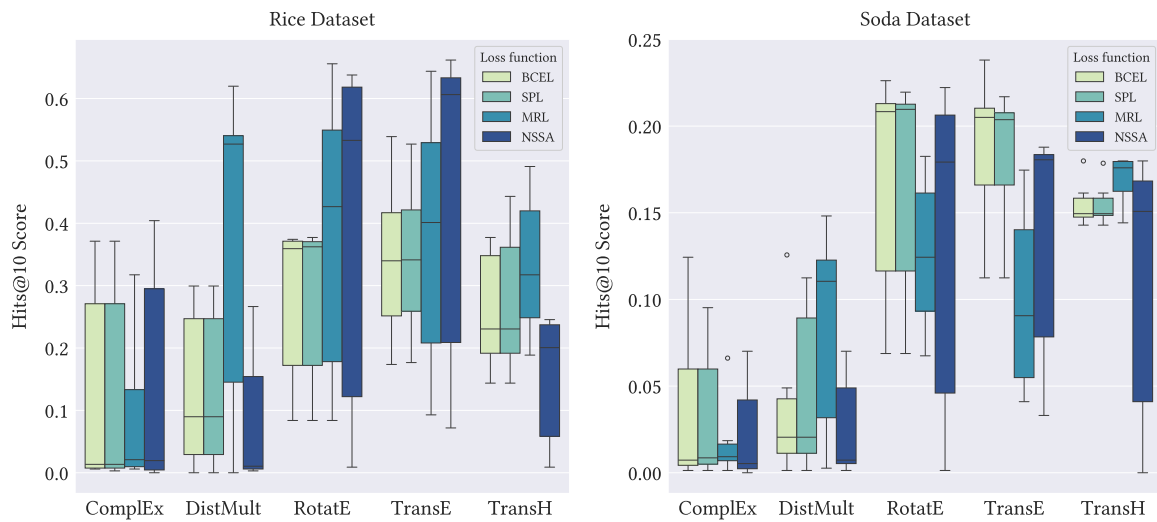 Rice Dataset
Hits@10 Score
0.6
0.5
0.4
0.3
0.2
0.1
0.0
Loss function
BCEL
SPL
MRL
NSSA
ComplEx DistMult RotatE TransE TransH
Soda Dataset
Hits@10 Score
0.25
0.20
0.15
0.10
0.05
0.00
Loss function
BCEL
SPL
MRL
NSSA
ComplEx DistMult RotatE TransE TransH